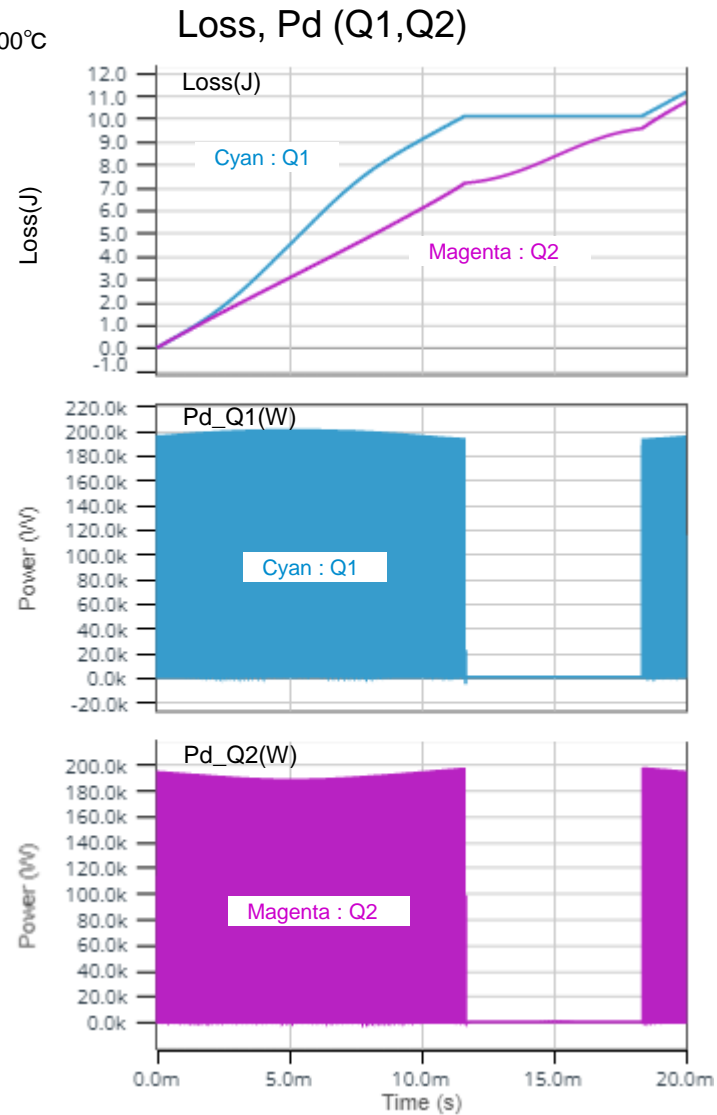 00℃
Loss, Pd (Q1,Q2)
Loss(J)
Loss(J)
12.0
11.0
10.0
9.0
8.0
7.0
6.0
5.0
4.0
3.0
2.0
1.0
0.0
-1.0
Cyan : Q1
Magenta : Q2
Pd_Q1(W)
Power (W)
220.0k
200.0k
180.0k
160.0k
140.0k
120.0k
100.0k
80.0k
60.0k
40.0k
20.0k
0.0k
-20.0k
Cyan : Q1
Pd_Q2(W)
Power (W)
200.0k
180.0k
160.0k
140.0k
120.0k
100.0k
80.0k
60.0k
40.0k
20.0k
0.0k
Magenta : Q2
0.0m 5.0m 10.0m 15.0m 20.0m
Time (s)